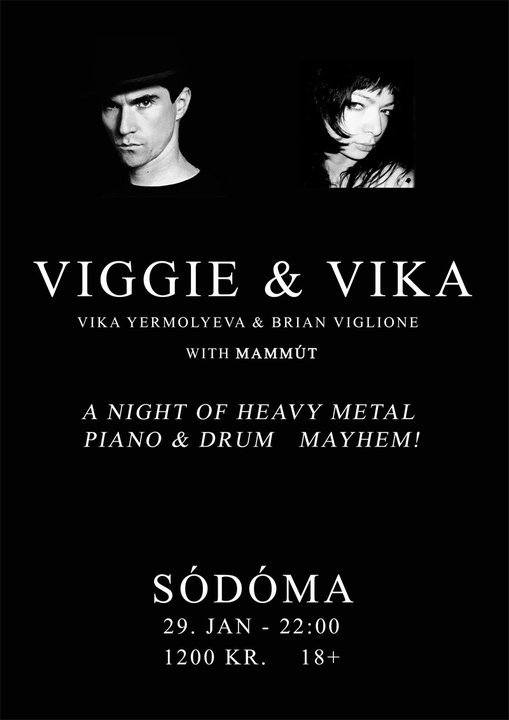 VIGGIE & VIKA
VIKA YERMOLYEVA & BRIAN VIGLIONE
WITH MAMMÚT
A NIGHT OF HEAVY METAL
PIANO & DRUM MAYHEM!
SÓDÓMA
29. JAN - 22:00
1200 KR. 18+